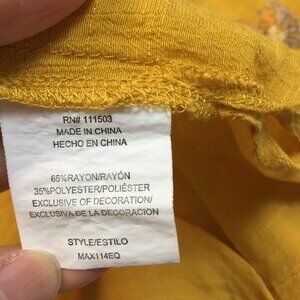 RN# 111503
MADE IN CHINA
HECHO EN CHINA
65%RAYON/RAYÓN
35%POLYESTER/POLIÉSTER
EXCLUSIVE OF DECORATION/
EXCLUSIVA DE LA DECORACION
STYLE/ESTILO
MAX114EQ